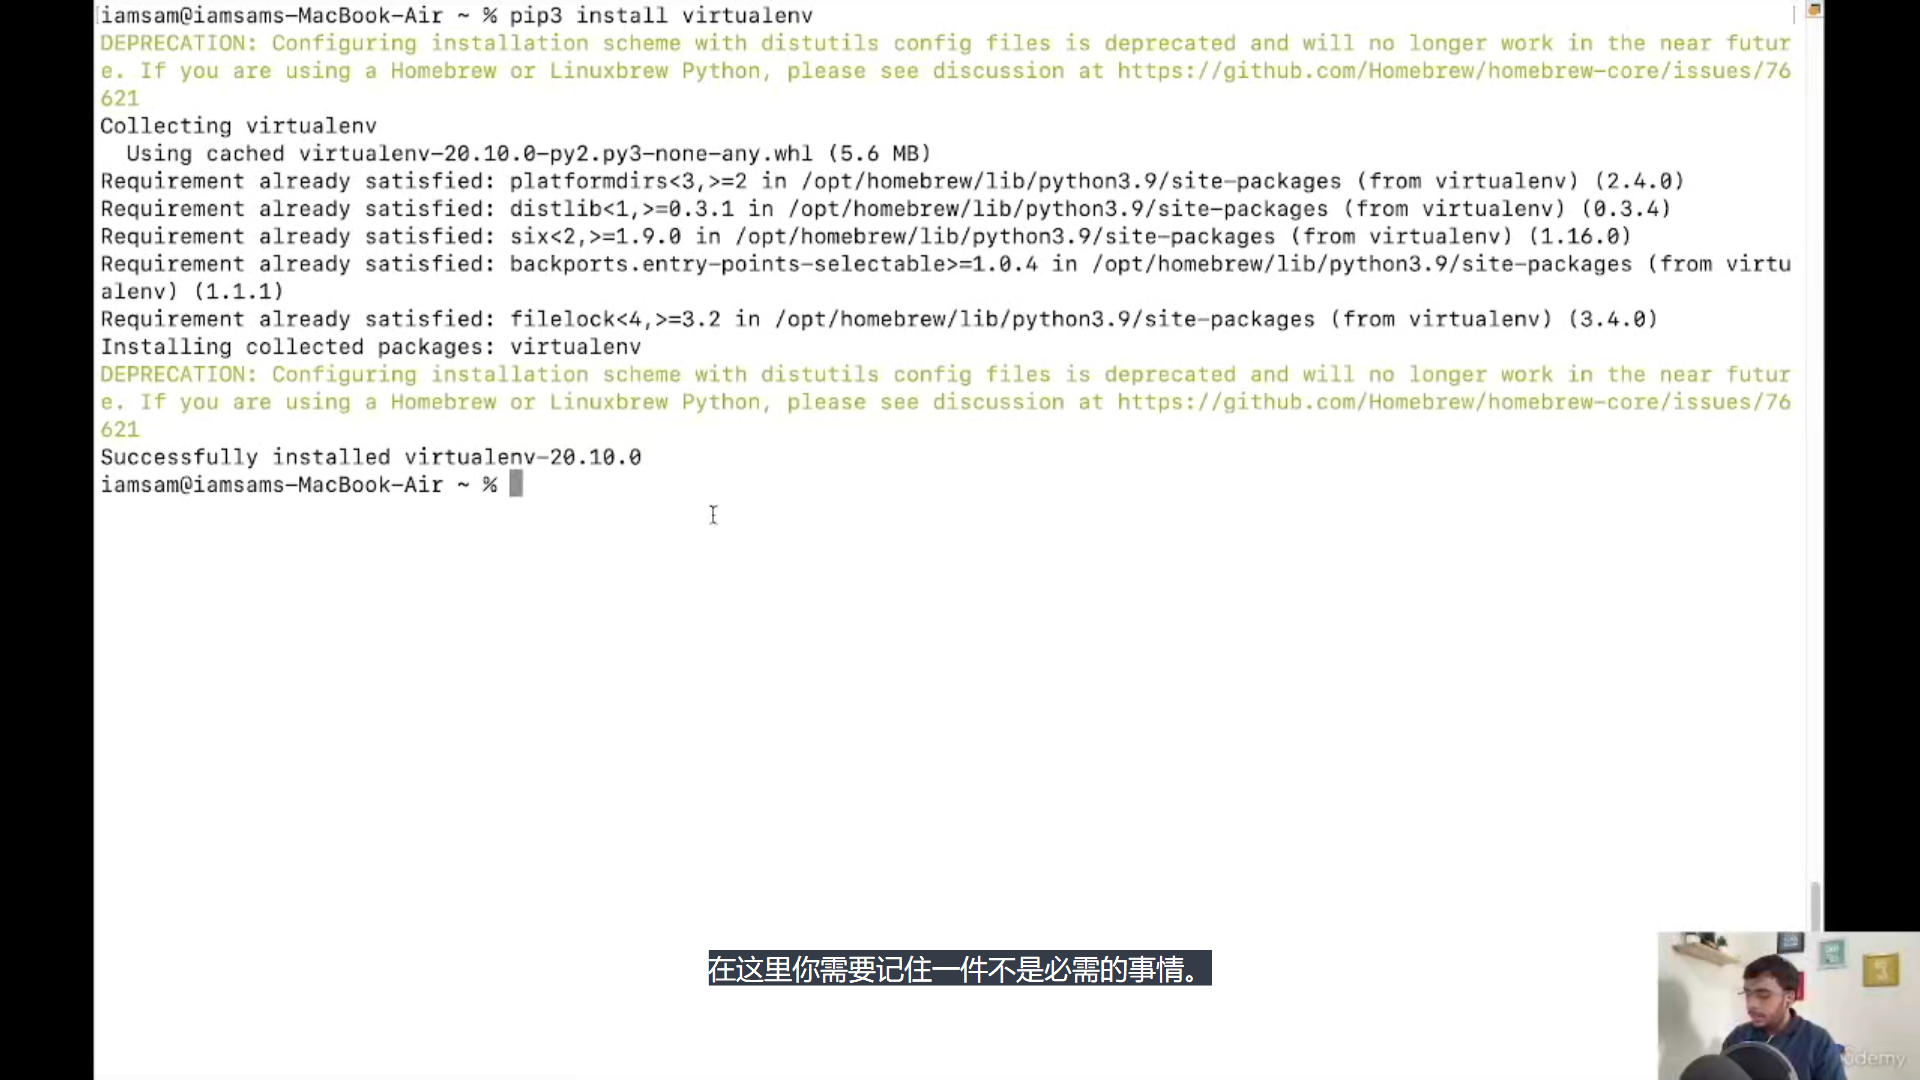 iamsam@iamsams-MacBook-Air ~ % pip3 install virtualenv
DEPRECATION: Configuring installation scheme with distutils config files is deprecated and will no longer work in the near futur
e. If you are using a Homebrew or Linuxbrew Python, please see discussion at https://github.com/Homebrew/homebrew-core/issues/76
621
Collecting virtualenv
  Using cached virtualenv-20.10.0-py2.py3-none-any.whl (5.6 MB)
Requirement already satisfied: platformdirs<3,>=2 in /opt/homebrew/lib/python3.9/site-packages (from virtualenv) (2.4.0)
Requirement already satisfied: distlib<1,>=0.3.1 in /opt/homebrew/lib/python3.9/site-packages (from virtualenv) (0.3.4)
Requirement already satisfied: six<2,>=1.9.0 in /opt/homebrew/lib/python3.9/site-packages (from virtualenv) (1.16.0)
Requirement already satisfied: backports.entry-points-selectable>=1.0.4 in /opt/homebrew/lib/python3.9/site-packages (from virtu
alenv) (1.1.1)
Requirement already satisfied: filelock<4,>=3.2 in /opt/homebrew/lib/python3.9/site-packages (from virtualenv) (3.4.0)
Installing collected packages: virtualenv
DEPRECATION: Configuring installation scheme with distutils config files is deprecated and will no longer work in the near futur
e. If you are using a Homebrew or Linuxbrew Python, please see discussion at https://github.com/Homebrew/homebrew-core/issues/76
621
Successfully installed virtualenv-20.10.0
iamsam@iamsams-MacBook-Air ~ %
在这里你需要记住一件不是必需的事情。
Udemy